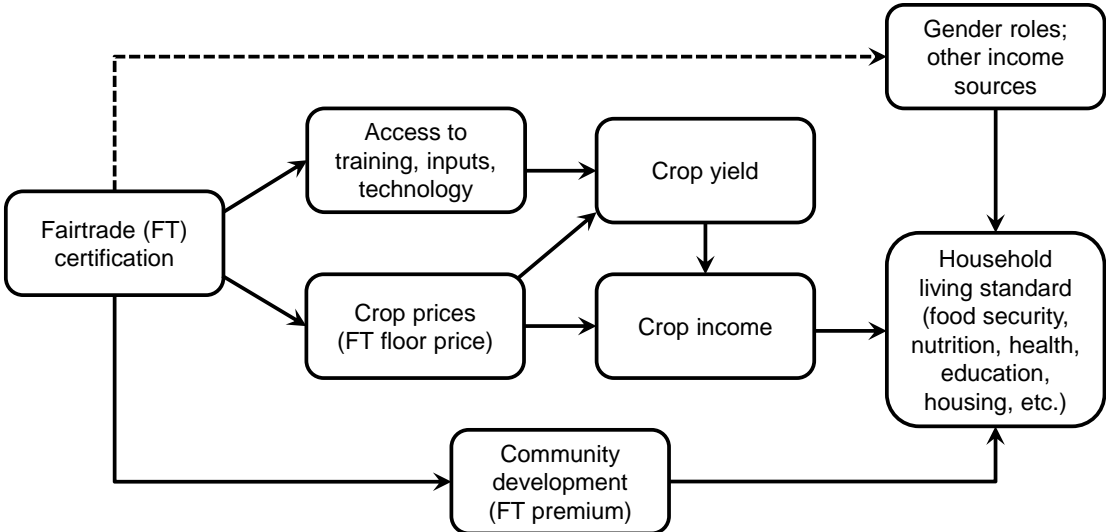 Gender roles;
other income
sources
Access to
training, inputs,
technology
Crop yield
Fairtrade (FT)
certification
Crop prices
(FT floor price)
Crop income
Household
living standard
(food security,
nutrition, health,
education,
housing, etc.)
Community
development
(FT premium)